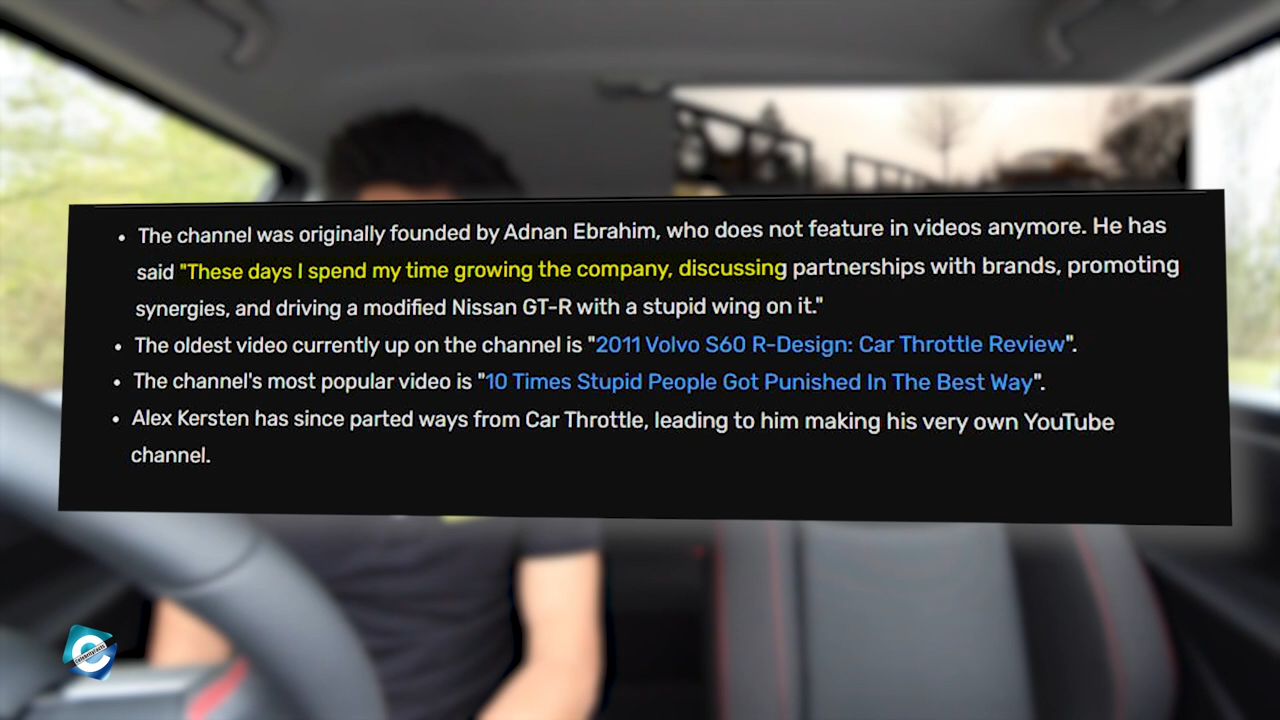 • The channel was originally founded by Adnan Ebrahim, who does not feature in videos anymore. He has
said "These days I spend my time growing the company, discussing partnerships with brands, promoting
synergies, and driving a modified Nissan GT-R with a stupid wing on it."
• The oldest video currently up on the channel is "2011 Volvo S60 R-Design: Car Throttle Review".
• The channel's most popular video is "10 Times Stupid People Got Punished In The Best Way".
• Alex Kersten has since parted ways from Car Throttle, leading to him making his very own YouTube
channel.